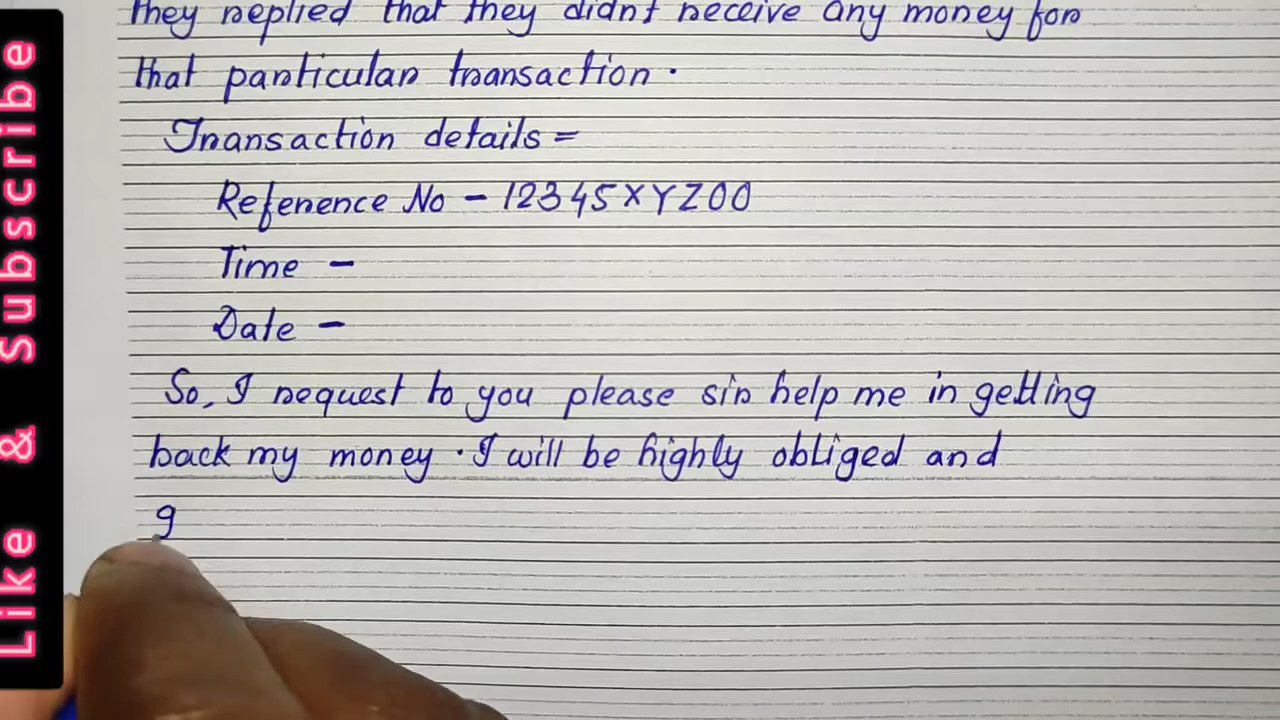 they replied that they didn't receive any money for
that particular transaction.
Transaction details =
Reference No - 12345XYZ00
Time -
Date -
So, I request to you please sir help me in getting
back my money. I will be highly obliged and
g
Like & Subscribe